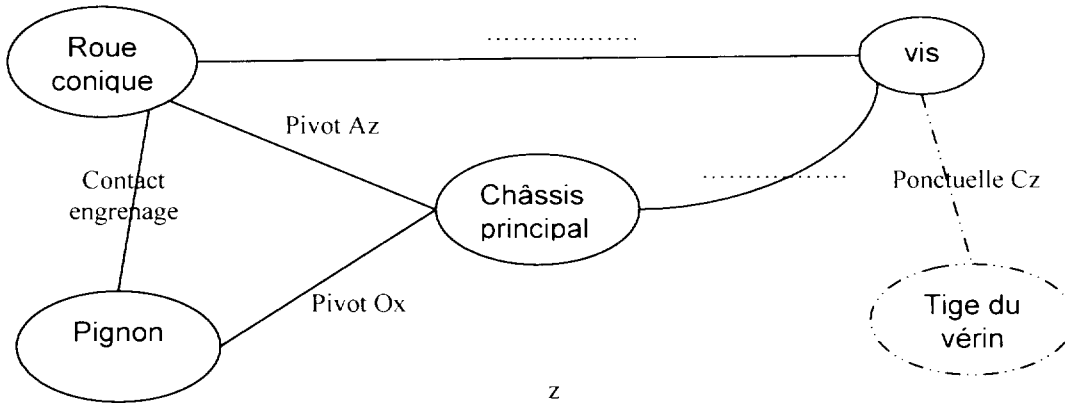 Roue
conique
....................
vis
Pivot Az
Contact
engrenage
Châssis
principal
....................
Ponctuelle Cz
Pivot Ox
Pignon
Tige du
vérin
z